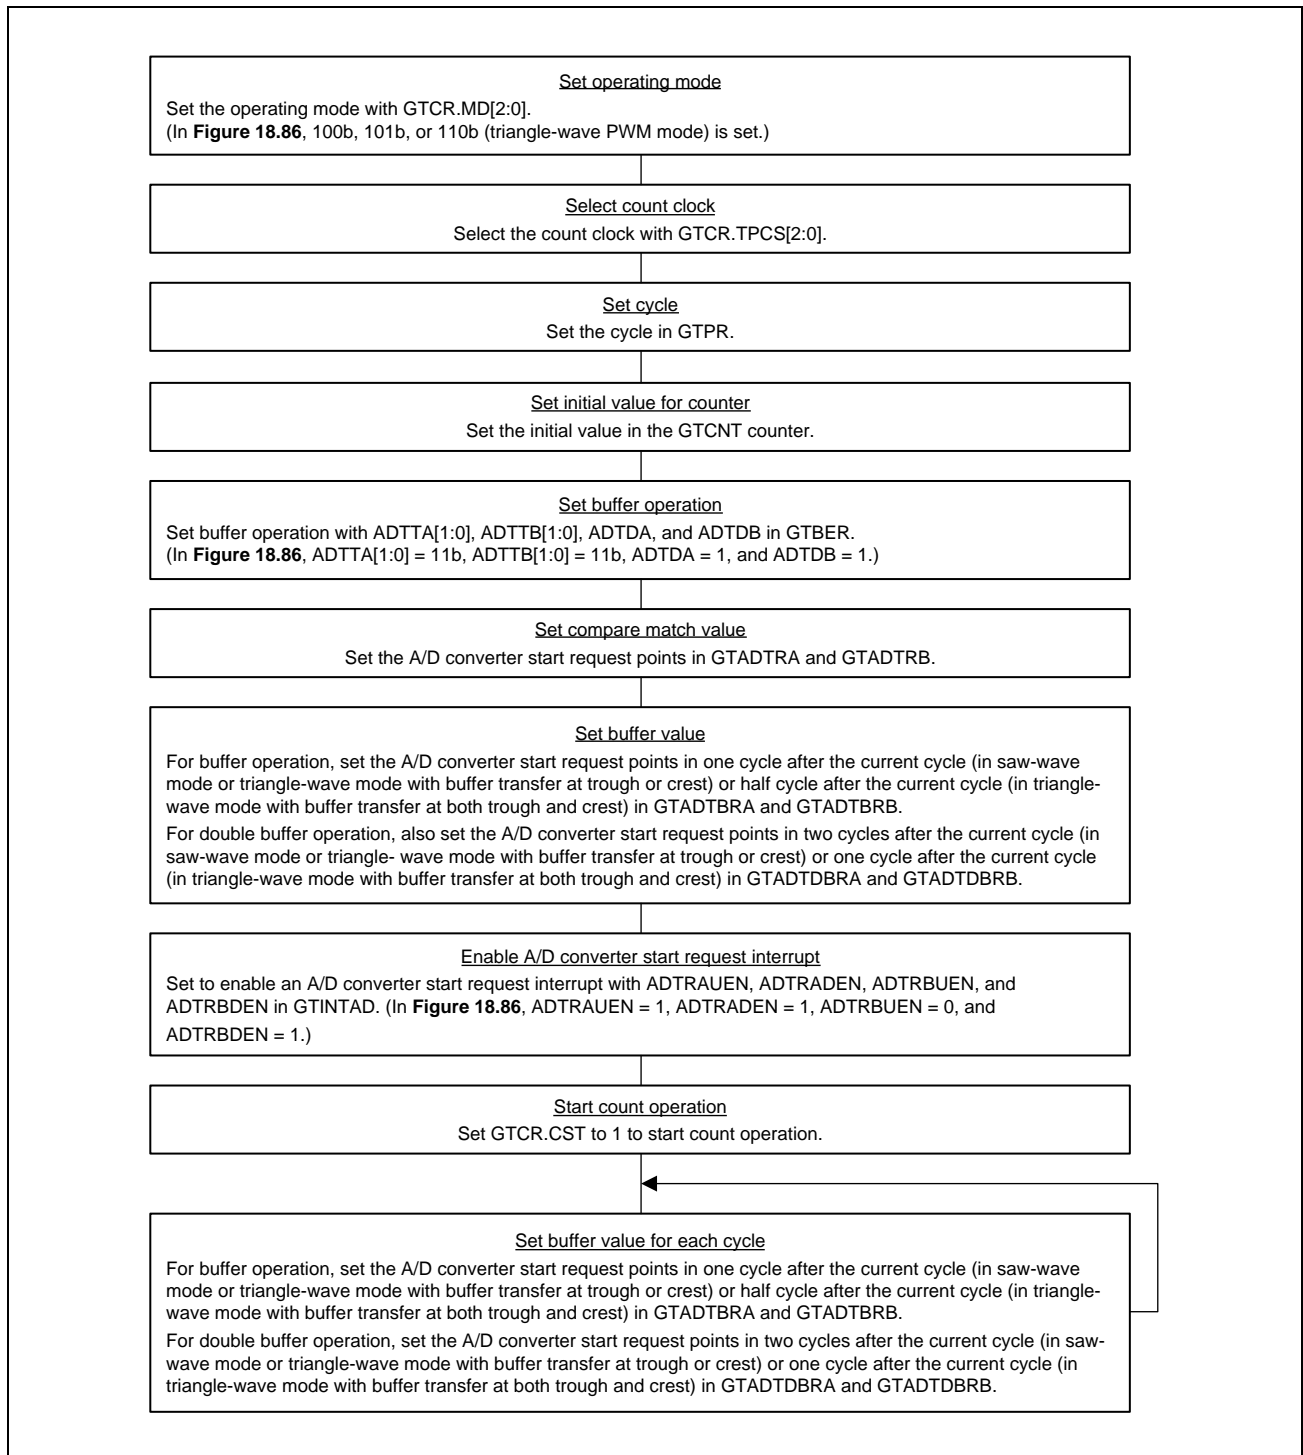 Set operating mode
Set the operating mode with GTCR.MD[2:0].
(In Figure 18.86, 100b, 101b, or 110b (triangle-wave PWM mode) is set.)
Select count clock
Select the count clock with GTCR.TPCS[2:0].
Set cycle
Set the cycle in GTPR.
Set initial value for counter
Set the initial value in the GTCNT counter.
Set buffer operation
Set buffer operation with ADTTA[1:0], ADTTB[1:0], ADTDA, and ADTDB in GTBER.
(In Figure 18.86, ADTTA[1:0] = 11b, ADTTB[1:0] = 11b, ADTDA = 1, and ADTDB = 1.)
Set compare match value
Set the A/D converter start request points in GTADTRA and GTADTRB.
Set buffer value
For buffer operation, set the A/D converter start request points in one cycle after the current cycle (in saw-wave
mode or triangle-wave mode with buffer transfer at trough or crest) or half cycle after the current cycle (in triangle-
wave mode with buffer transfer at both trough and crest) in GTADTBRA and GTADTBRB.
For double buffer operation, also set the A/D converter start request points in two cycles after the current cycle (in
saw-wave mode or triangle- wave mode with buffer transfer at trough or crest) or one cycle after the current cycle
(in triangle-wave mode with buffer transfer at both trough and crest) in GTADTDBRA and GTADTDBRB.
Enable A/D converter start request interrupt
Set to enable an A/D converter start request interrupt with ADTRAUEN, ADTRADEN, ADTRBUEN, and
ADTRBDEN in GTINTAD. (In Figure 18.86, ADTRAUEN = 1, ADTRADEN = 1, ADTRBUEN = 0, and
ADTRBDEN = 1.)
Start count operation
Set GTCR.CST to 1 to start count operation.
Set buffer value for each cycle
For buffer operation, set the A/D converter start request points in one cycle after the current cycle (in saw-wave
mode or triangle-wave mode with buffer transfer at trough or crest) or half cycle after the current cycle (in triangle-
wave mode with buffer transfer at both trough and crest) in GTADTBRA and GTADTBRB.
For double buffer operation, set the A/D converter start request points in two cycles after the current cycle (in saw-
wave mode or triangle-wave mode with buffer transfer at trough or crest) or one cycle after the current cycle (in
triangle-wave mode with buffer transfer at both trough and crest) in GTADTDBRA and GTADTDBRB.